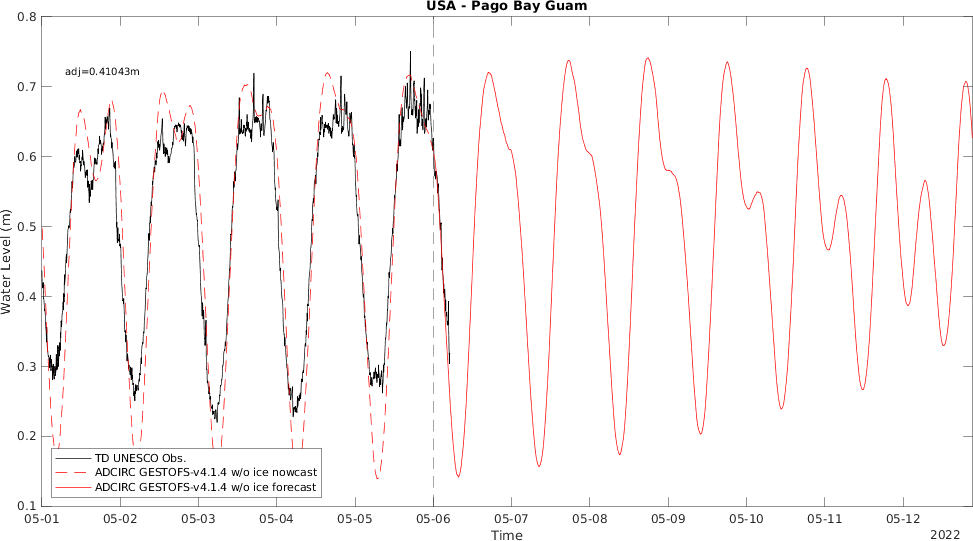 USA - Pago Bay Guam
adj=0.41043m
0.8
0.7
0.6
0.5
0.4
0.3
0.2
0.1
Water Level (m)
TD UNESCO Obs.
ADCIRC GESTOFS-v4.1.4 w/o ice nowcast
ADCIRC GESTOFS-v4.1.4 w/o ice forecast
05-01 05-02 05-03 05-04 05-05 05-06 05-07 05-08 05-09 05-10 05-11 05-12
Time
2022